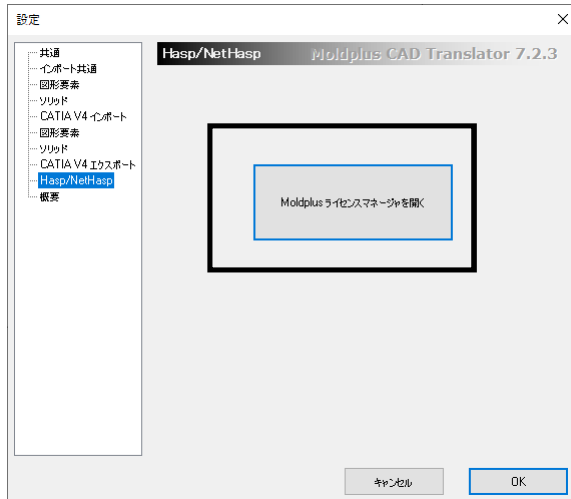 設定
共通
インポート共通
図形要素
ソリッド
CATIA V4 インポート
図形要素
ソリッド
CATIA V4 エクスポート
Hasp/NetHasp
概要
Hasp/NetHasp Moldplus CAD Translator 7.2.3
Moldplus ライセンスマネージャを開く
キャンセル OK